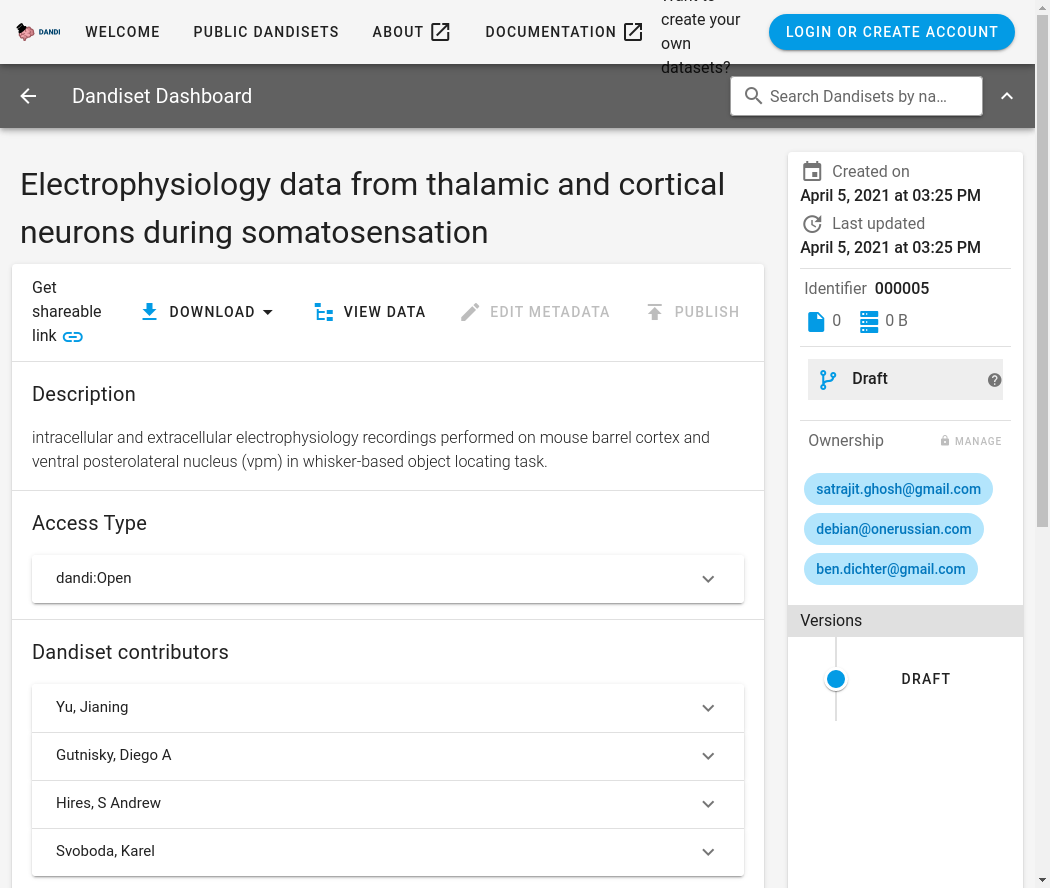 DANDI
WELCOME
PUBLIC DANDISETS
ABOUT
DOCUMENTATION
create your
own
datasets?
LOGIN OR CREATE ACCOUNT
Dandiset Dashboard
Search Dandisets by na…
Electrophysiology data from thalamic and cortical
neurons during somatosensation
Get
shareable
link
DOWNLOAD
VIEW DATA
EDIT METADATA
PUBLISH
Description
intracellular and extracellular electrophysiology recordings performed on mouse barrel cortex and
ventral posterolateral nucleus (vpm) in whisker-based object locating task.
Access Type
dandi:Open
Dandiset contributors
Yu, Jianing
Gutnisky, Diego A
Hires, S Andrew
Svoboda, Karel
Created on
April 5, 2021 at 03:25 PM
Last updated
April 5, 2021 at 03:25 PM
Identifier 000005
0
0 B
Draft
Ownership
MANAGE
satrajit.ghosh@gmail.com
debian@onerussian.com
ben.dichter@gmail.com
Versions
DRAFT